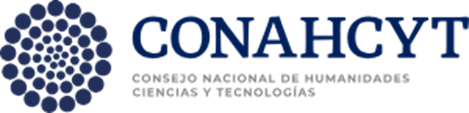 CONAHCYT
CONSEJO NACIONAL DE HUMANIDADES
CIENCIAS Y TECNOLOGÍAS